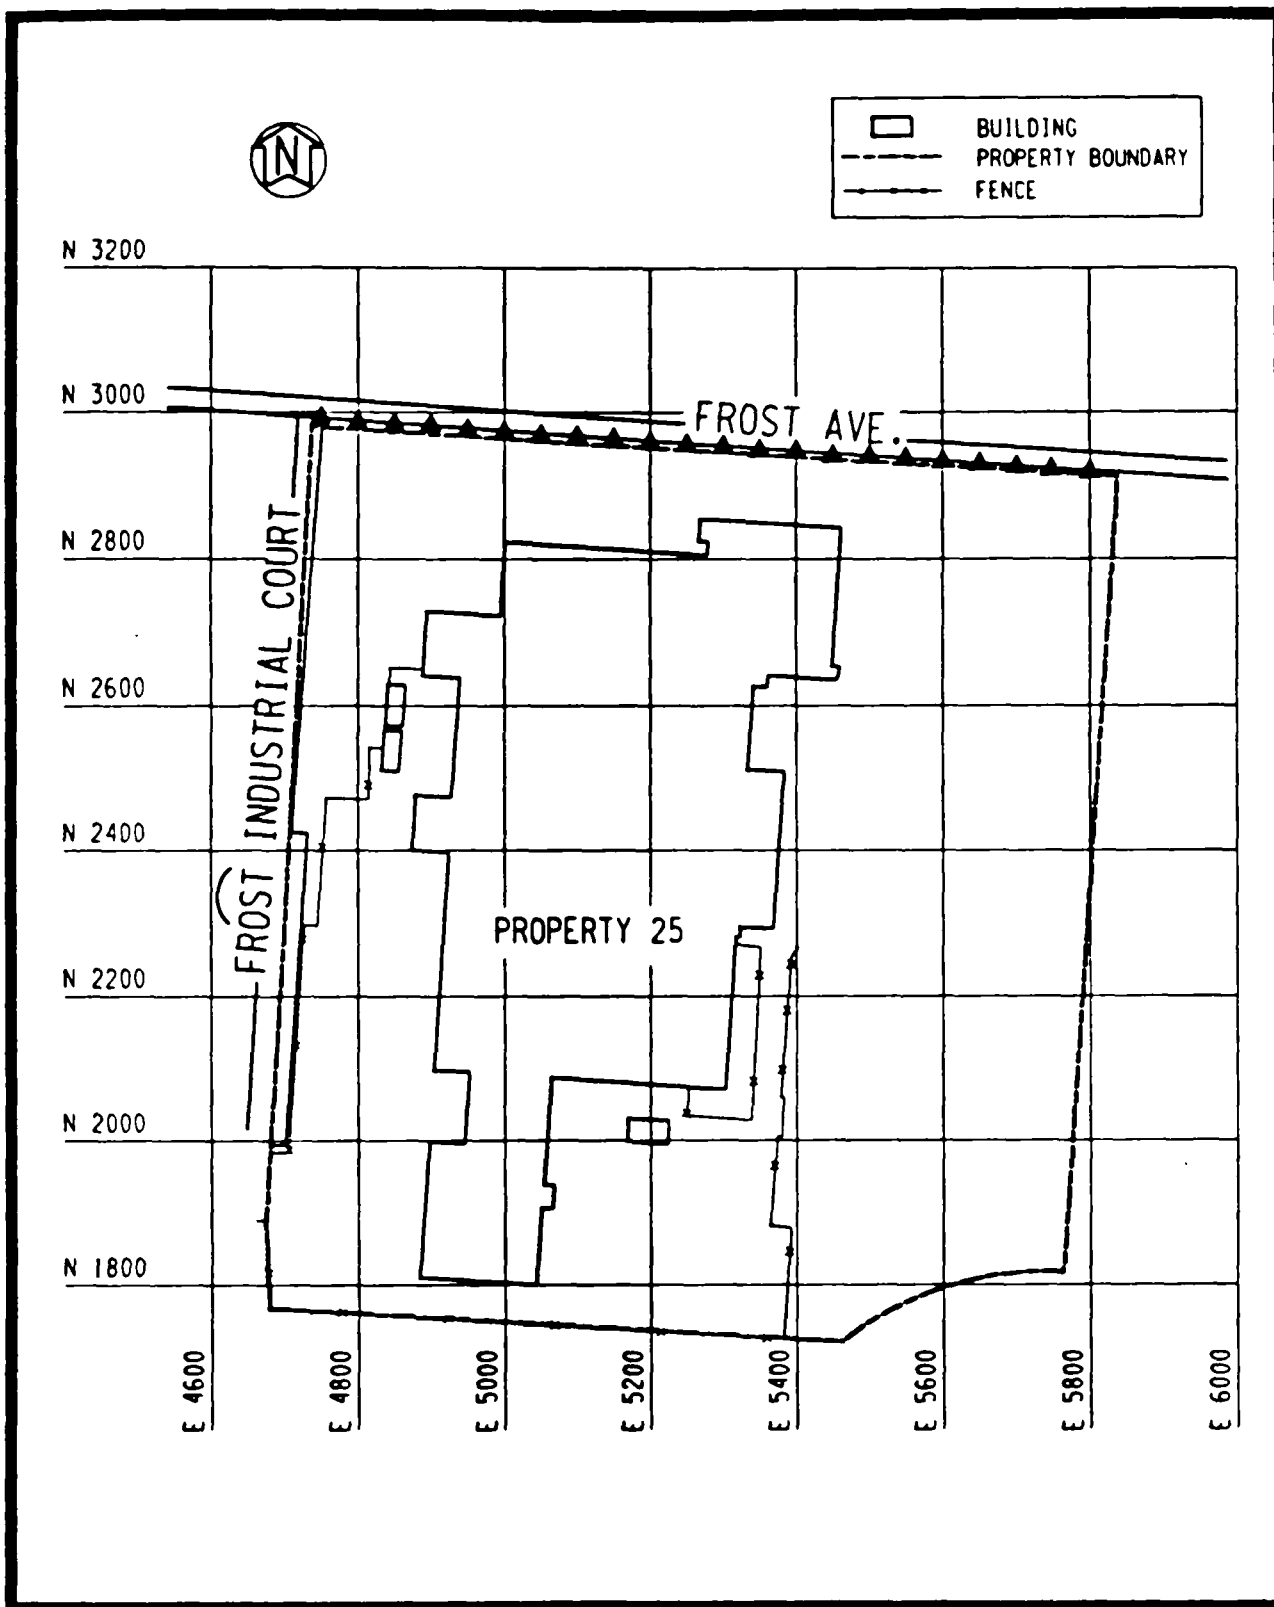 N
BUILDING
PROPERTY BOUNDARY
FENCE
N 3200
N 3000
FROST AVE.
N 2800
N 2600
FROST INDUSTRIAL COURT
N 2400
PROPERTY 25
N 2200
N 2000
N 1800
E 4600
E 4800
E 5000
E 5200
E 5400
E 5600
E 5800
E 6000